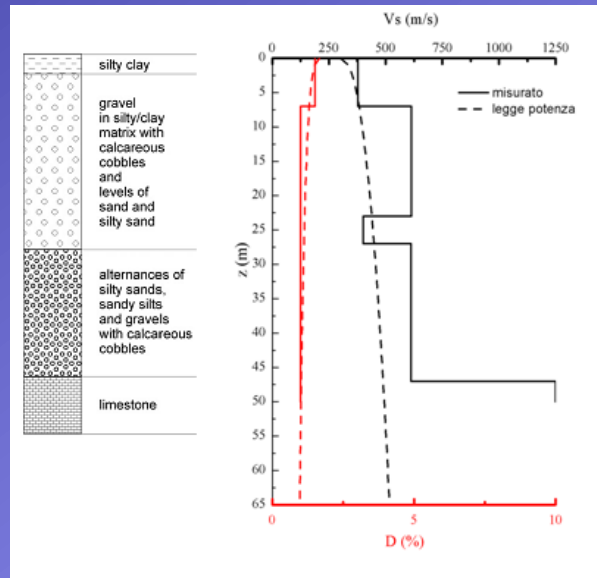 silty clay
gravel
in silty/clay
matrix with
calcareous
cobbles
and
levels of
sand and
silty sand
alternances of
silty sands,
sandy silts
and gravels
with calcareous
cobbles
limestone
Vs (m/s)
0 250 500 750 1000 1250
misurato
legge potenza
z (m)
0
5
10
15
20
25
30
35
40
45
50
55
60
65
0 5 10
D (%)